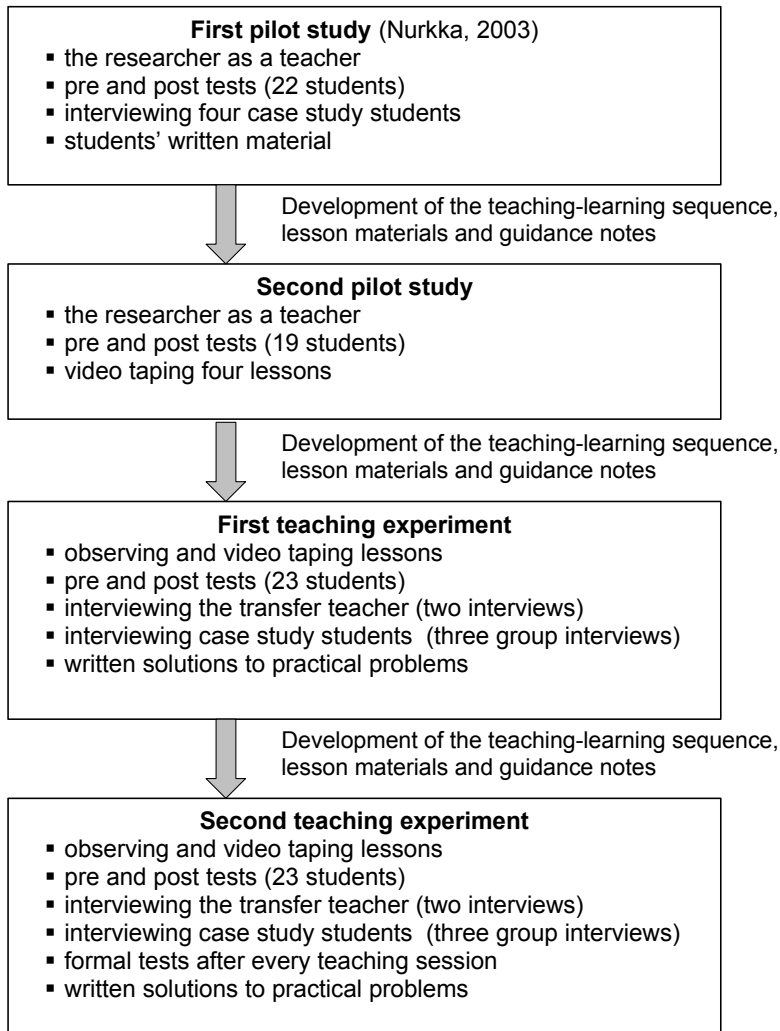 First pilot study (Nurkka, 2003)
▪ the researcher as a teacher
▪ pre and post tests (22 students)
▪ interviewing four case study students
▪ students’ written material
Development of the teaching-learning sequence,
lesson materials and guidance notes
Second pilot study
▪ the researcher as a teacher
▪ pre and post tests (19 students)
▪ video taping four lessons
Development of the teaching-learning sequence,
lesson materials and guidance notes
First teaching experiment
▪ observing and video taping lessons
▪ pre and post tests (23 students)
▪ interviewing the transfer teacher (two interviews)
▪ interviewing case study students (three group interviews)
▪ written solutions to practical problems
Development of the teaching-learning sequence,
lesson materials and guidance notes
Second teaching experiment
▪ observing and video taping lessons
▪ pre and post tests (23 students)
▪ interviewing the transfer teacher (two interviews)
▪ interviewing case study students (three group interviews)
▪ formal tests after every teaching session
▪ written solutions to practical problems